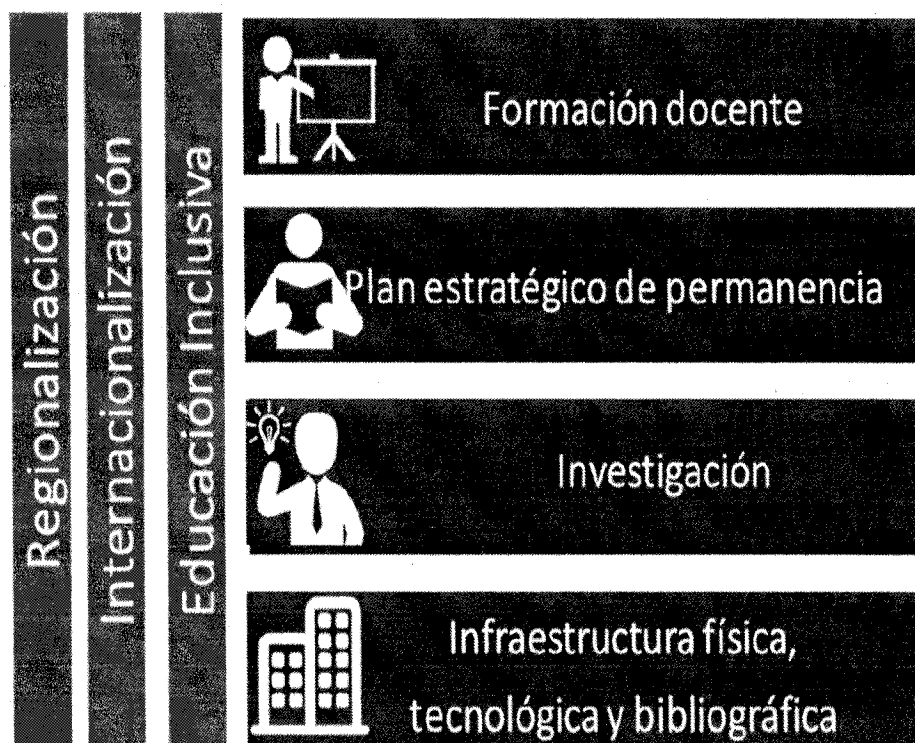 Regionalización
Internacionalización
Educación Inclusiva
Formación docente
Plan estratégico de permanencia
Investigación
Infraestructura física,
tecnológica y bibliográfica